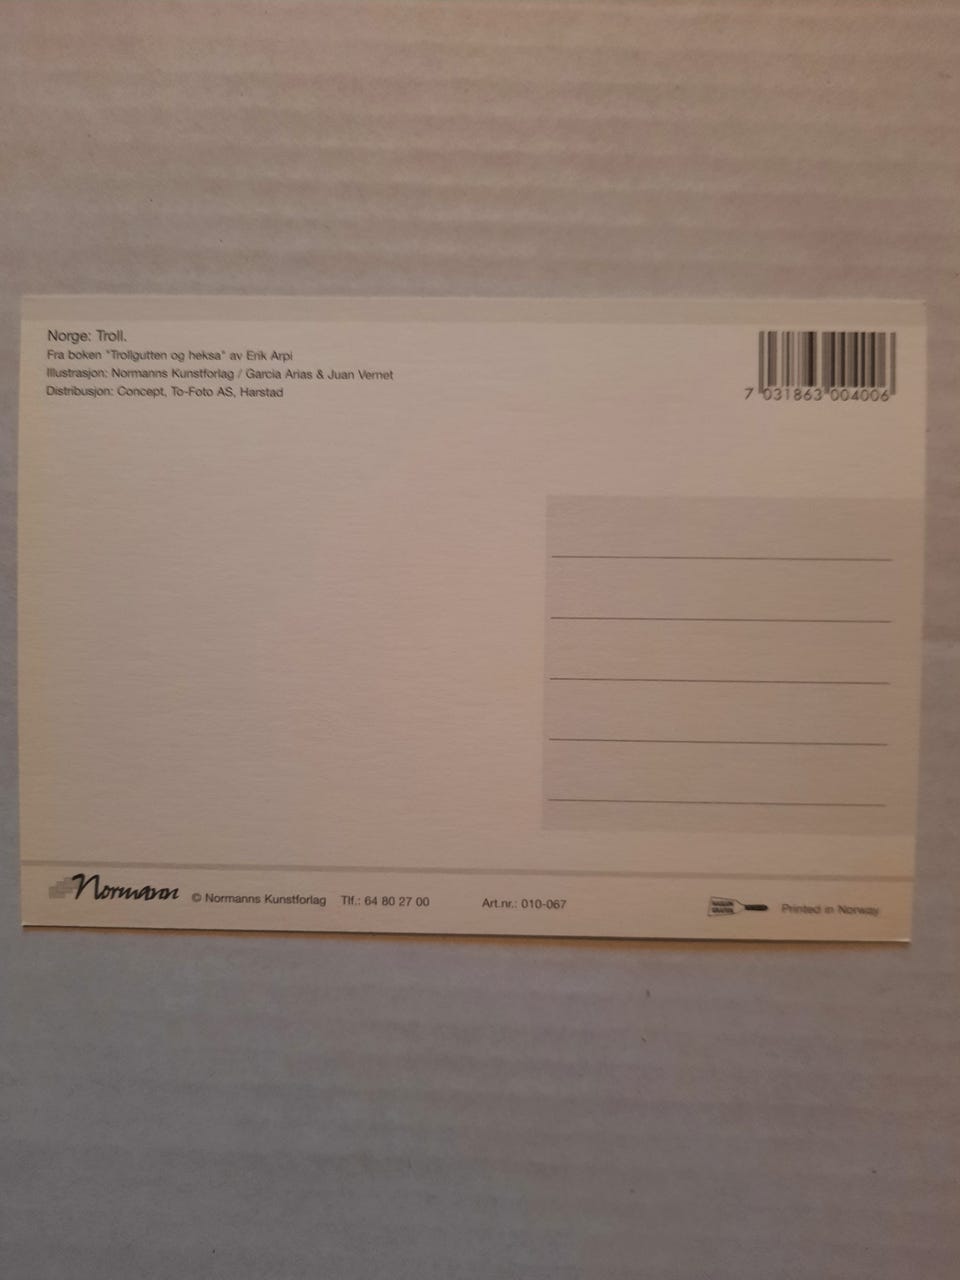 Norge: Troll.
Fra boken "Trollgutten og heksa" av Erik Arpi
Illustrasjon: Normanns Kunstforlag / Garcia Arias & Juan Vernet
Distribusjon: Concept, To-Foto AS, Harstad
7 031863 004006
Normann © Normanns Kunstforlag Tlf.: 64 80 27 00 Art.nr.: 010-067 Printed in Norway